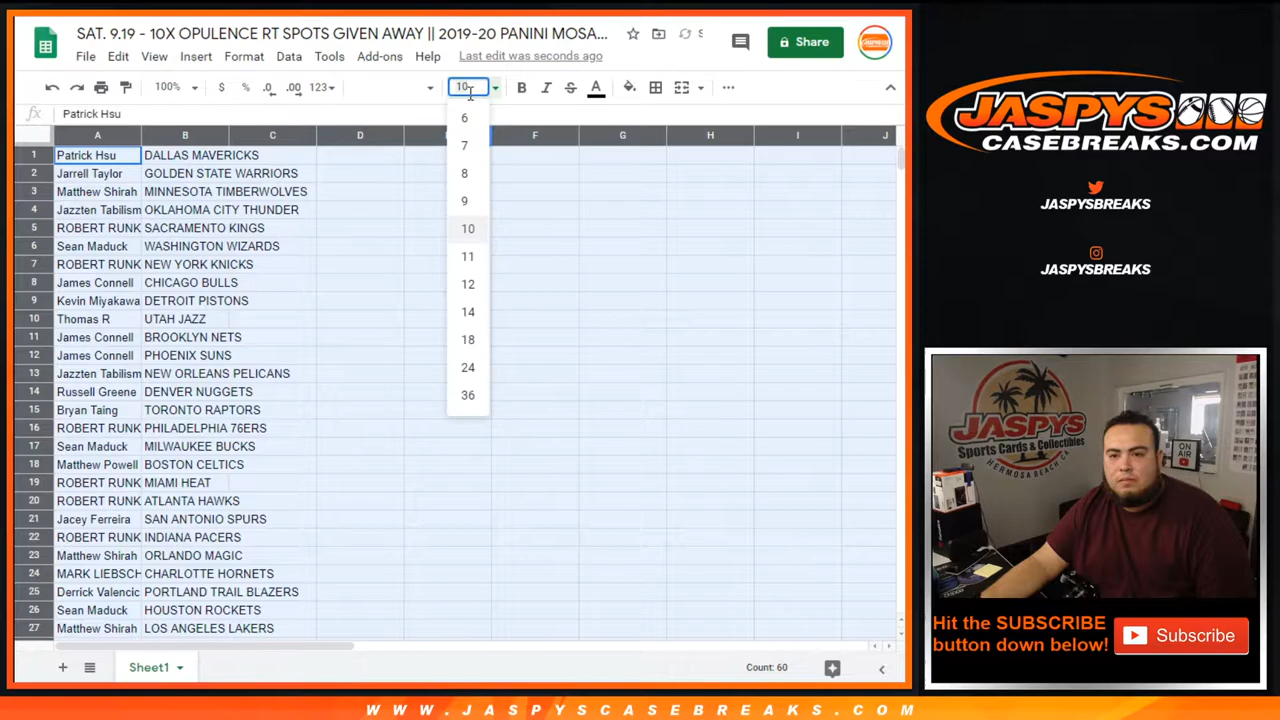 SAT. 9.19 - 10X OPULENCE RT SPOTS GIVEN AWAY || 2019-20 PANINI MOSA...
File Edit View Insert Format Data Tools Add-ons Help Last edit was seconds ago
Share
100% $ % .0 .00 123 10 B I S A
fx Patrick Hsu
A B C D F G H I J
1 Patrick Hsu DALLAS MAVERICKS
2 Jarrell Taylor GOLDEN STATE WARRIORS
3 Matthew Shirah MINNESOTA TIMBERWOLVES
4 Jazzten Tabilism OKLAHOMA CITY THUNDER
5 ROBERT RUNK SACRAMENTO KINGS
6 Sean Maduck WASHINGTON WIZARDS
7 ROBERT RUNK NEW YORK KNICKS
8 James Connell CHICAGO BULLS
9 Kevin Miyakawa DETROIT PISTONS
10 Thomas R UTAH JAZZ
11 James Connell BROOKLYN NETS
12 James Connell PHOENIX SUNS
13 Jazzten Tabilism NEW ORLEANS PELICANS
14 Russell Greene DENVER NUGGETS
15 Bryan Taing TORONTO RAPTORS
16 ROBERT RUNK PHILADELPHIA 76ERS
17 Sean Maduck MILWAUKEE BUCKS
18 Matthew Powell BOSTON CELTICS
19 ROBERT RUNK MIAMI HEAT
20 ROBERT RUNK ATLANTA HAWKS
21 Jacey Ferreira SAN ANTONIO SPURS
22 ROBERT RUNK INDIANA PACERS
23 Matthew Shirah ORLANDO MAGIC
24 MARK LIEBSCH CHARLOTTE HORNETS
25 Derrick Valencic PORTLAND TRAIL BLAZERS
26 Sean Maduck HOUSTON ROCKETS
27 Matthew Shirah LOS ANGELES LAKERS
6
7
8
9
10
11
12
14
18
24
36
Sheet1
Count: 60
JASPYS
CASEBREAKS.COM
JASPYSBREAKS
JASPYSBREAKS
JASPYS
Sports Cards & Collectibles
HERMOSA BEACH CA
ON AIR
Hit the SUBSCRIBE
button down below!
Subscribe
WWW.JASPYSCASEBREAKS.COM